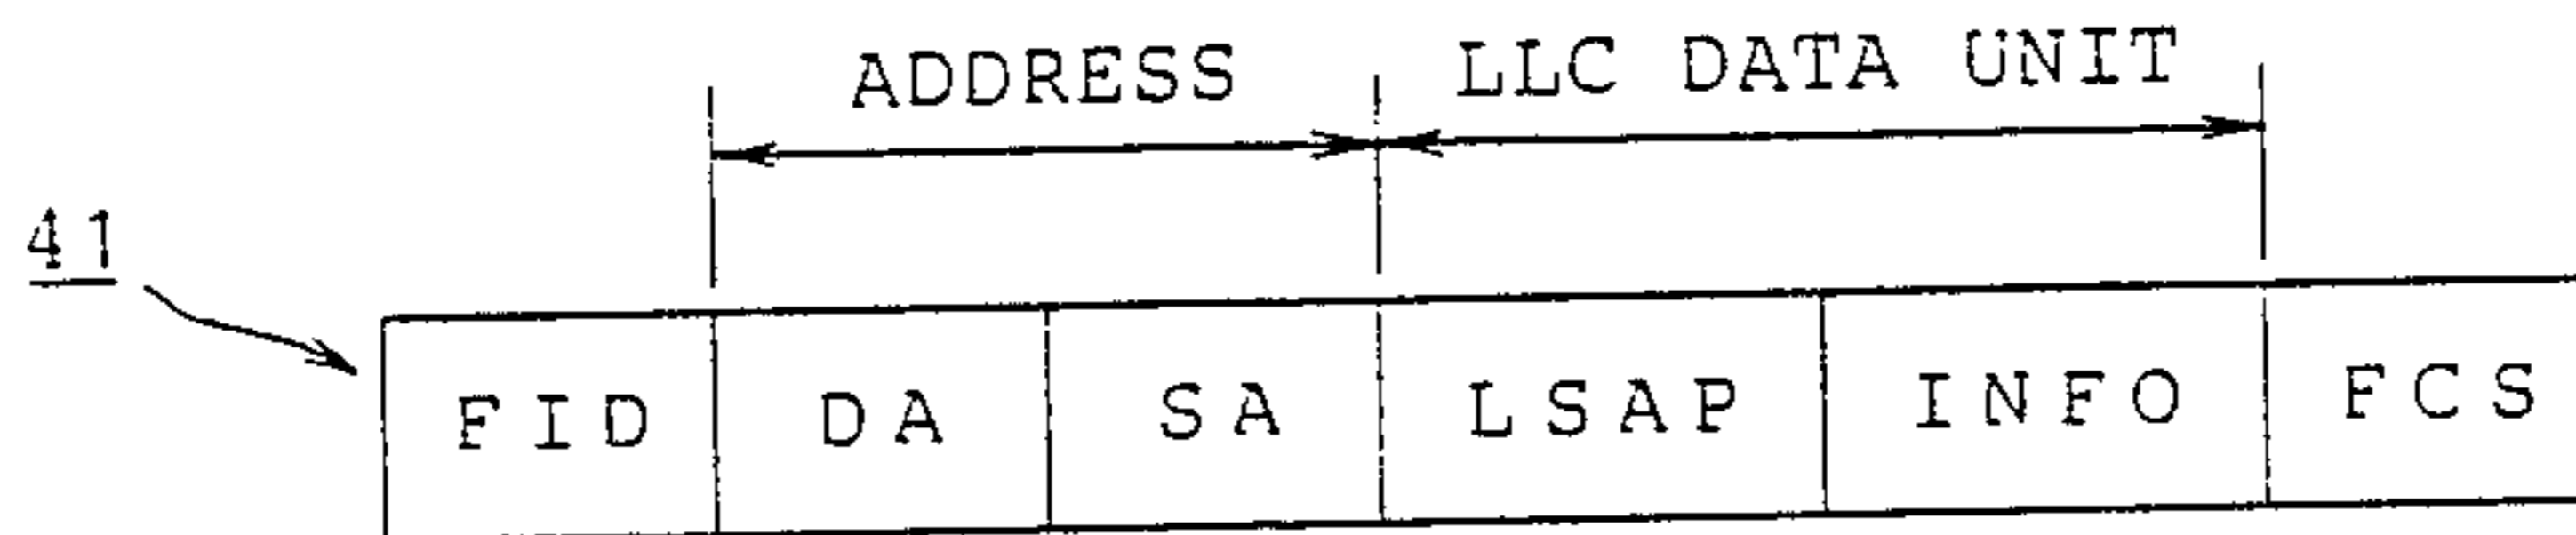 ADDRESS LLC DATA UNIT
41
FID DA SA LSAP INFO FCS